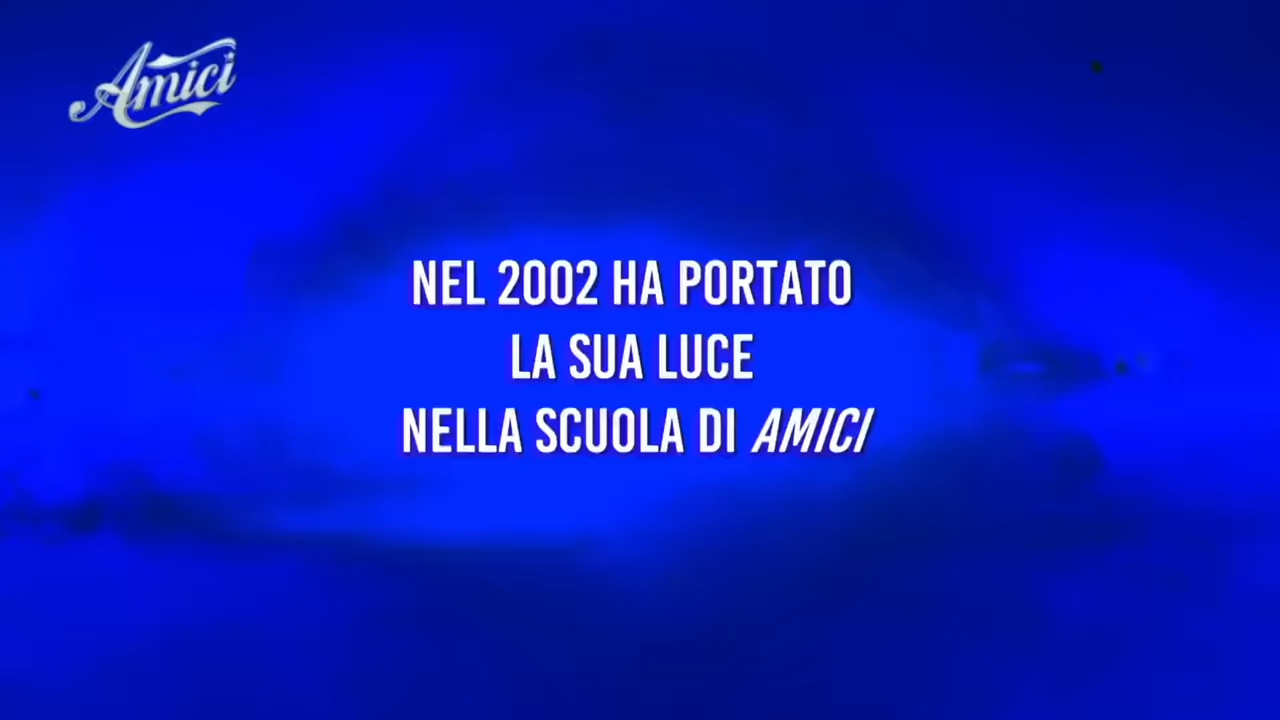 Amici
NEL 2002 HA PORTATO
LA SUA LUCE
NELLA SCUOLA DI AMICI